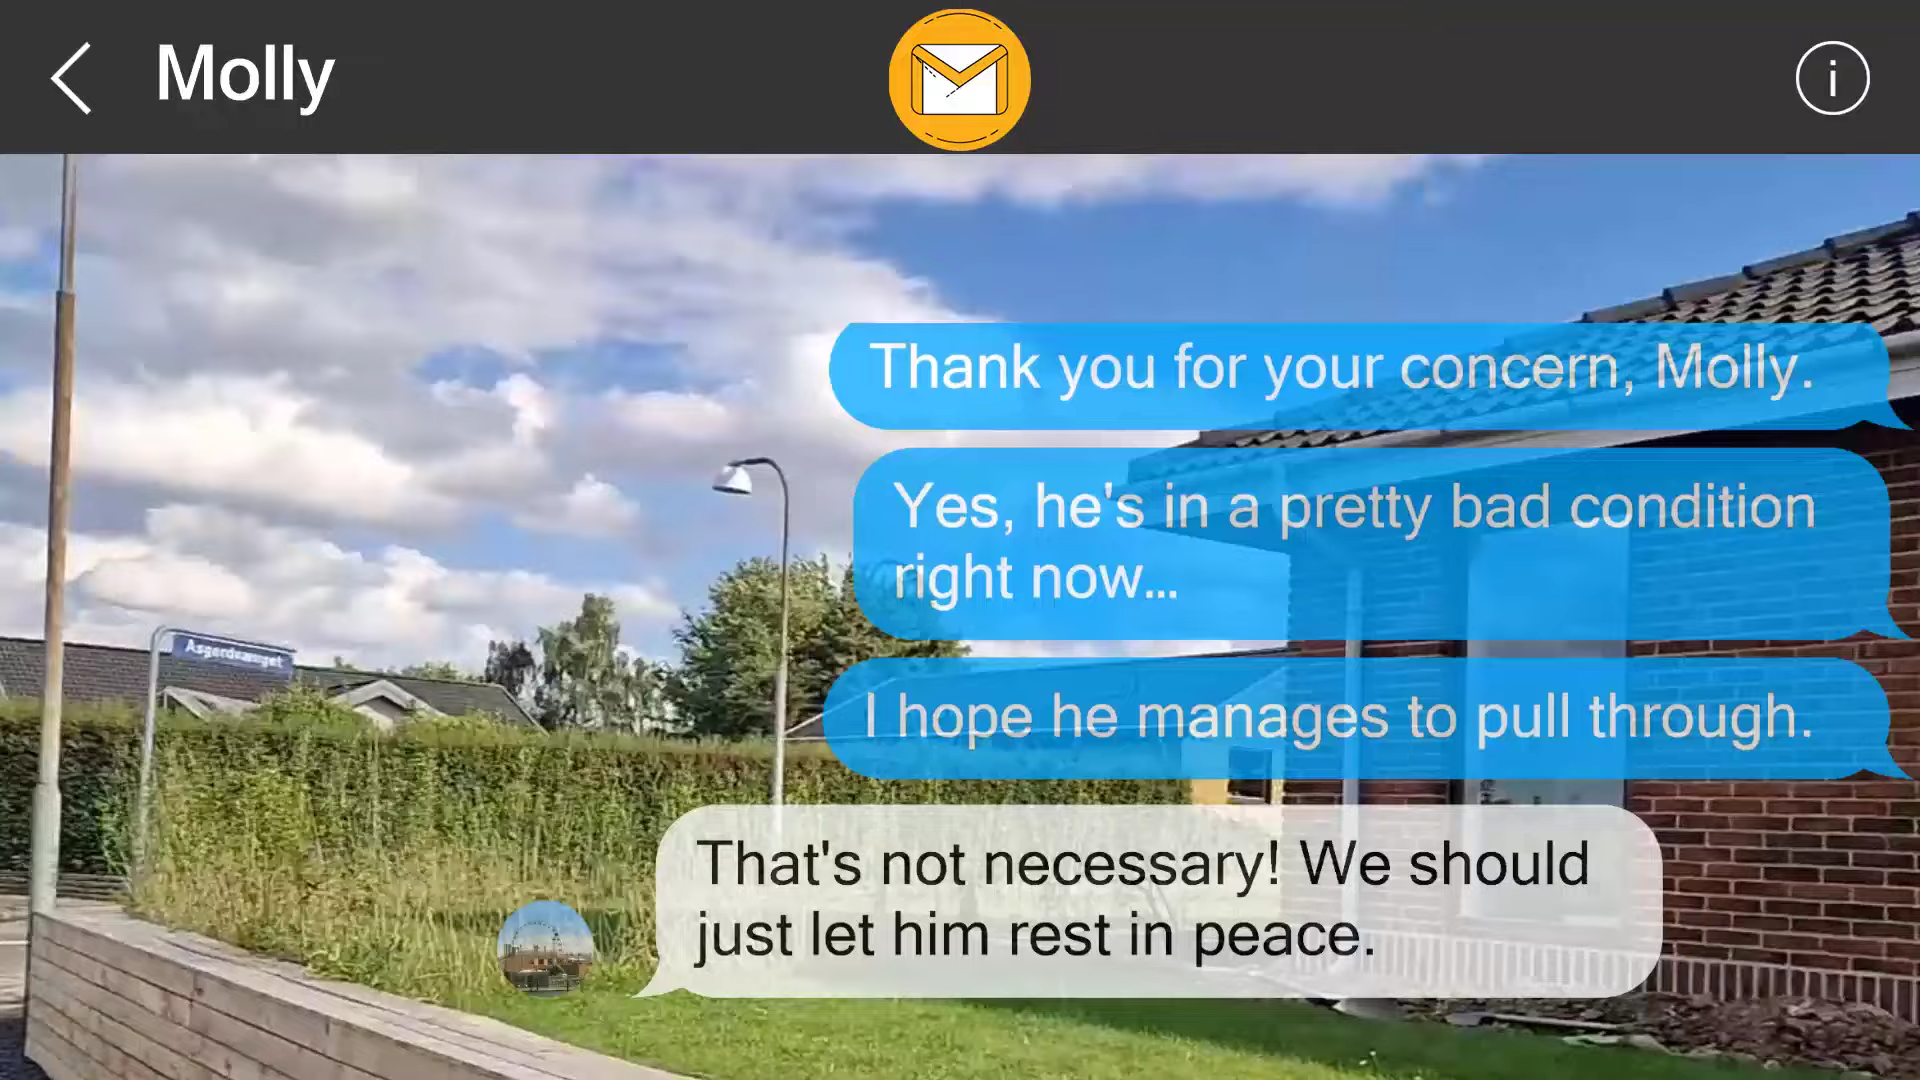 Molly
Thank you for your concern, Molly.
Yes, he's in a pretty bad condition
right now...
I hope he manages to pull through.
Asgerdsvænget
That's not necessary! We should
just let him rest in peace.